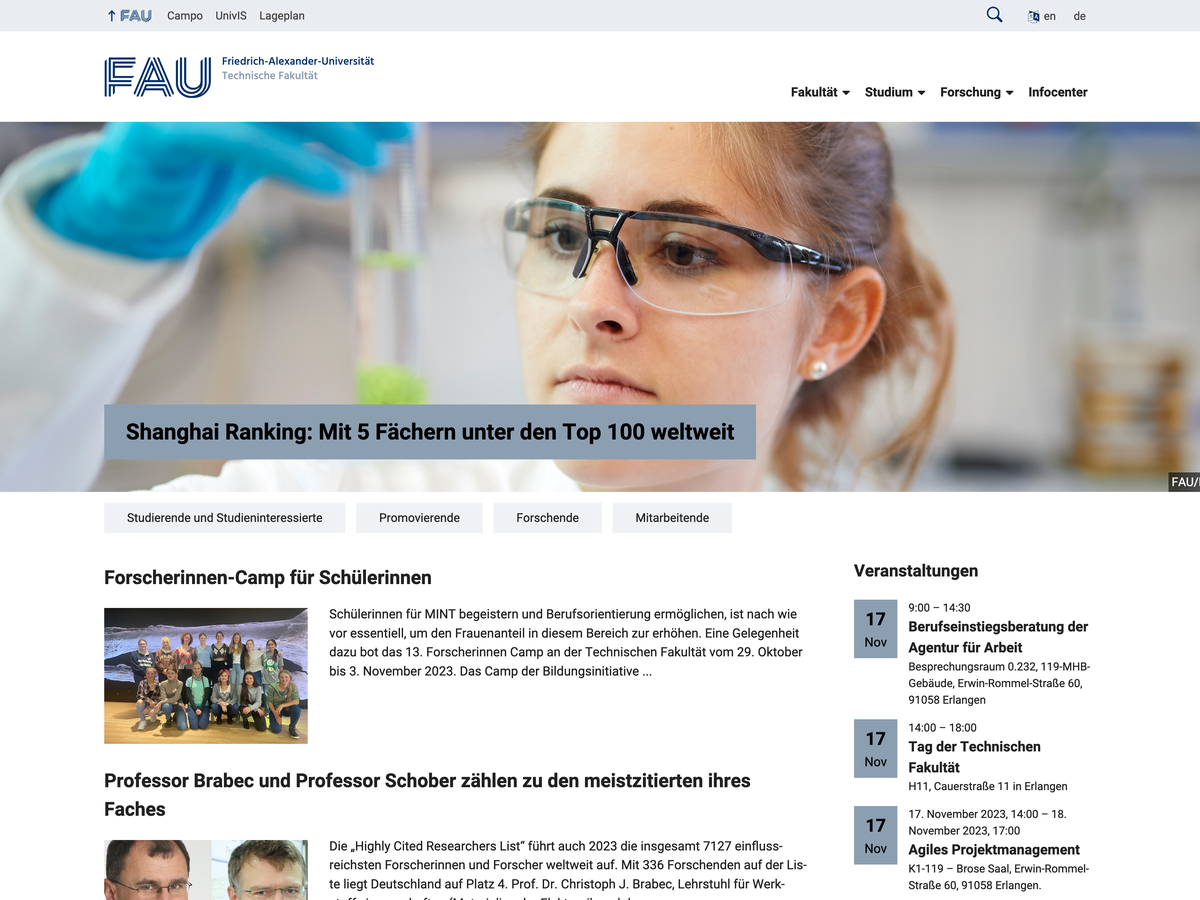 FAU
Campo
UnivIS
Lageplan
en
de
FAU
Friedrich-Alexander-Universität
Technische Fakultät
Fakultät
Studium
Forschung
Infocenter
Shanghai Ranking: Mit 5 Fächern unter den Top 100 weltweit
FAU/
Studierende und Studieninteressierte
Promovierende
Forschende
Mitarbeitende
Forscherinnen-Camp für Schülerinnen
Schülerinnen für MINT begeistern und Berufsorientierung ermöglichen, ist nach wie
vor essentiell, um den Frauenanteil in diesem Bereich zur erhöhen. Eine Gelegenheit
dazu bot das 13. Forscherinnen Camp an der Technischen Fakultät vom 29. Oktober
bis 3. November 2023. Das Camp der Bildungsinitiative ...
Professor Brabec und Professor Schober zählen zu den meistzitierten ihres
Faches
Die „Highly Cited Researchers List“ führt auch 2023 die insgesamt 7127 einfluss-
reichsten Forscherinnen und Forscher weltweit auf. Mit 336 Forschenden auf der Lis-
te liegt Deutschland auf Platz 4. Prof. Dr. Christoph J. Brabec, Lehrstuhl für Werk-
Veranstaltungen
17
Nov
9:00 – 14:30
Berufseinstiegsberatung der
Agentur für Arbeit
Besprechungsraum 0.232, 119-MHB-
Gebäude, Erwin-Rommel-Straße 60,
91058 Erlangen
17
Nov
14:00 – 18:00
Tag der Technischen
Fakultät
H11, Cauerstraße 11 in Erlangen
17
Nov
17. November 2023, 14:00 – 18.
November 2023, 17:00
Agiles Projektmanagement
K1-119 – Brose Saal, Erwin-Rommel-
Straße 60, 91058 Erlangen.